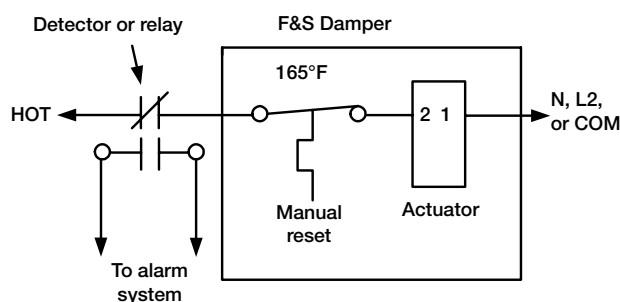 Detector or relay
F&S Damper
165°F
HOT
2 1
N, L2,
or COM
Manual
reset
Actuator
To alarm
system